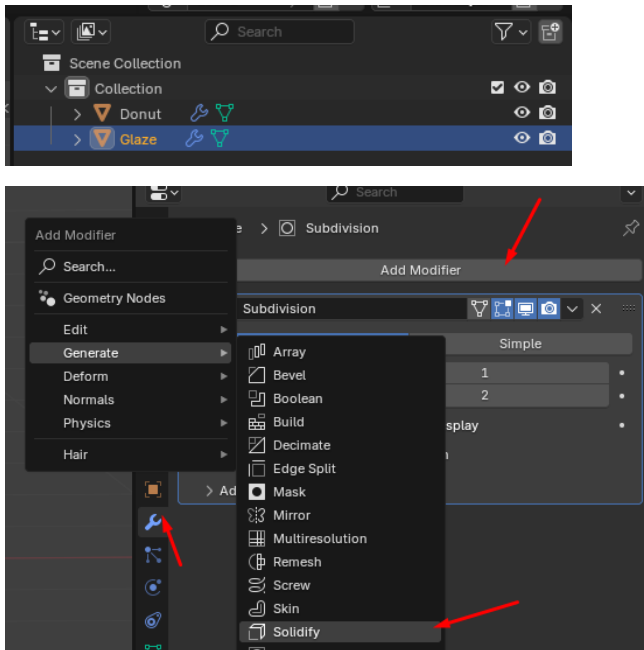 Search
Scene Collection
Collection
Donut
Glaze
Search
Add Modifier
Subdivision
Search...
Add Modifier
Geometry Nodes
Subdivision
Edit
Simple
Generate
Array
Deform
Bevel
1
Normals
Boolean
2
Physics
Build
splay
Decimate
Hair
Edge Split
Ad
Mask
Mirror
Multiresolution
Remesh
Screw
Skin
Solidify